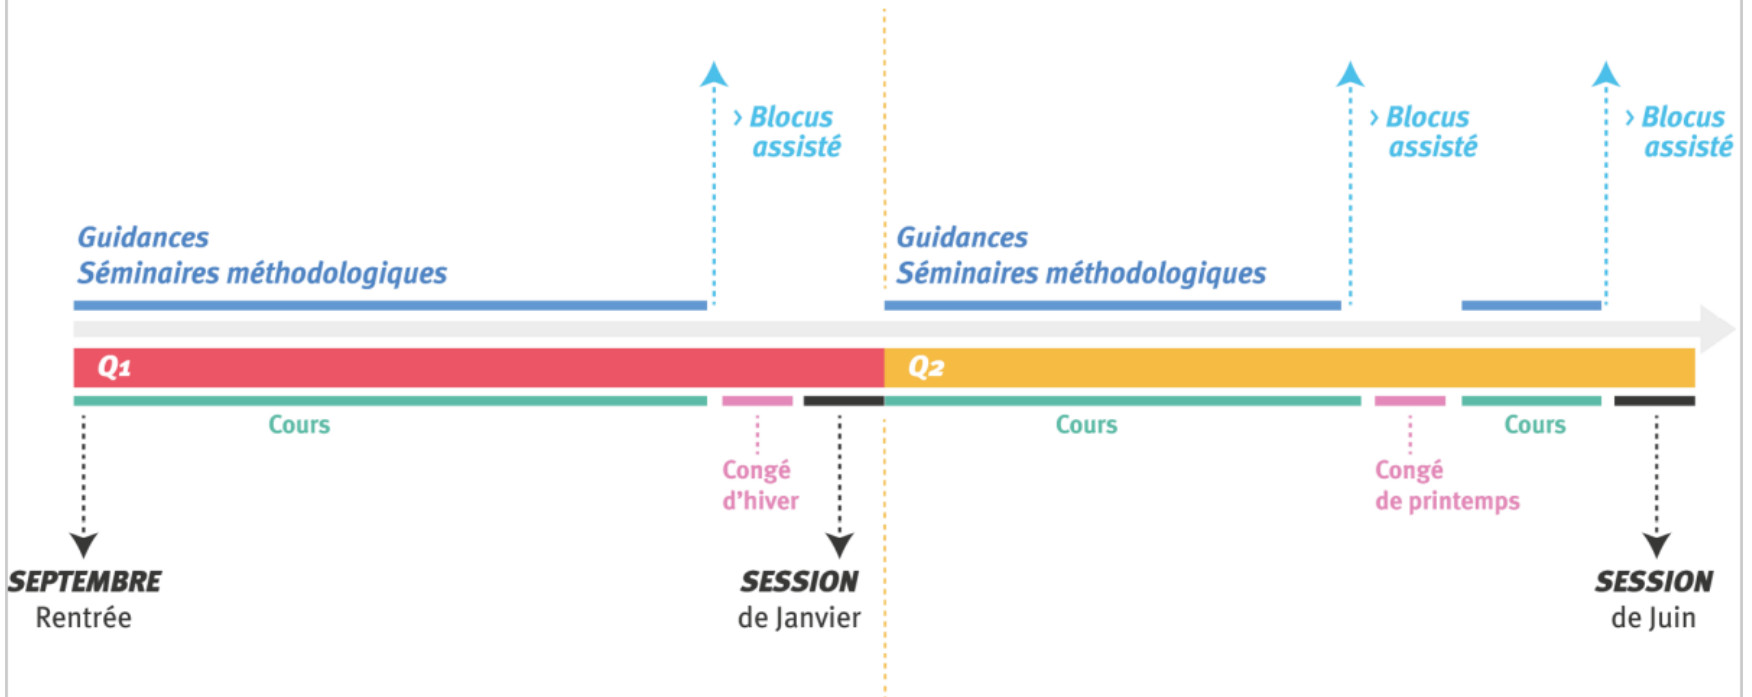 > Blocus
assisté
> Blocus
assisté
> Blocus
assisté
Guidances
Séminaires méthodologiques
Guidances
Séminaires méthodologiques
Q1
Q2
Cours
Cours
Cours
Congé
d'hiver
Congé
de printemps
SEPTEMBRE
Rentrée
SESSION
de Janvier
SESSION
de Juin